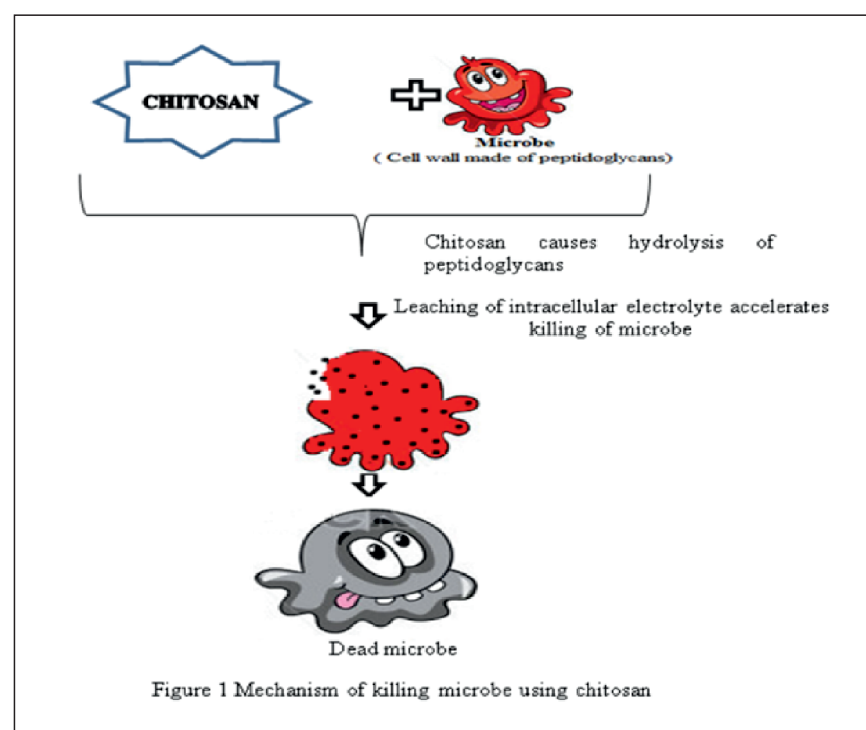 CHITOSAN
Microbe
( Cell wall made of peptidoglycans)
Chitosan causes hydrolysis of
peptidoglycans
Leaching of intracellular electrolyte accelerates
killing of microbe
Dead microbe
Figure 1 Mechanism of killing microbe using chitosan